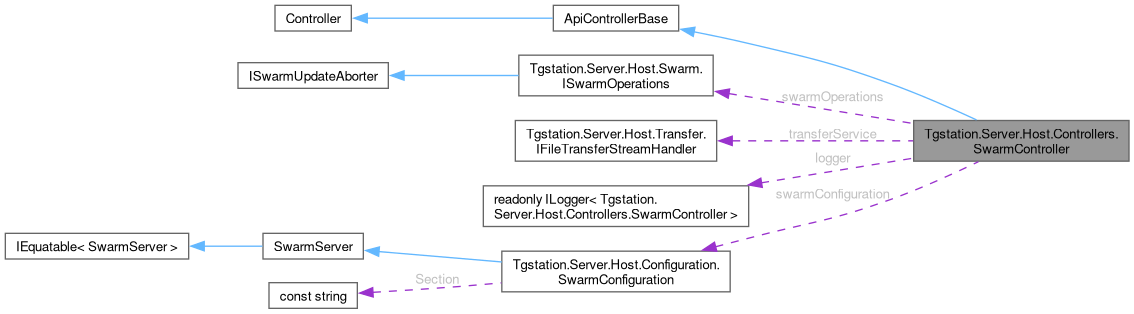 Controller
ApiControllerBase
ISwarmUpdateAborter
Tgstation.Server.Host.Swarm.
ISwarmOperations
swarmOperations
Tgstation.Server.Host.Transfer.
IFileTransferStreamHandler
transferService
Tgstation.Server.Host.Controllers.
SwarmController
logger
readonly ILogger< Tgstation.
Server.Host.Controllers.SwarmController >
swarmConfiguration
IEquatable< SwarmServer >
SwarmServer
Tgstation.Server.Host.Configuration.
SwarmConfiguration
Section
const string